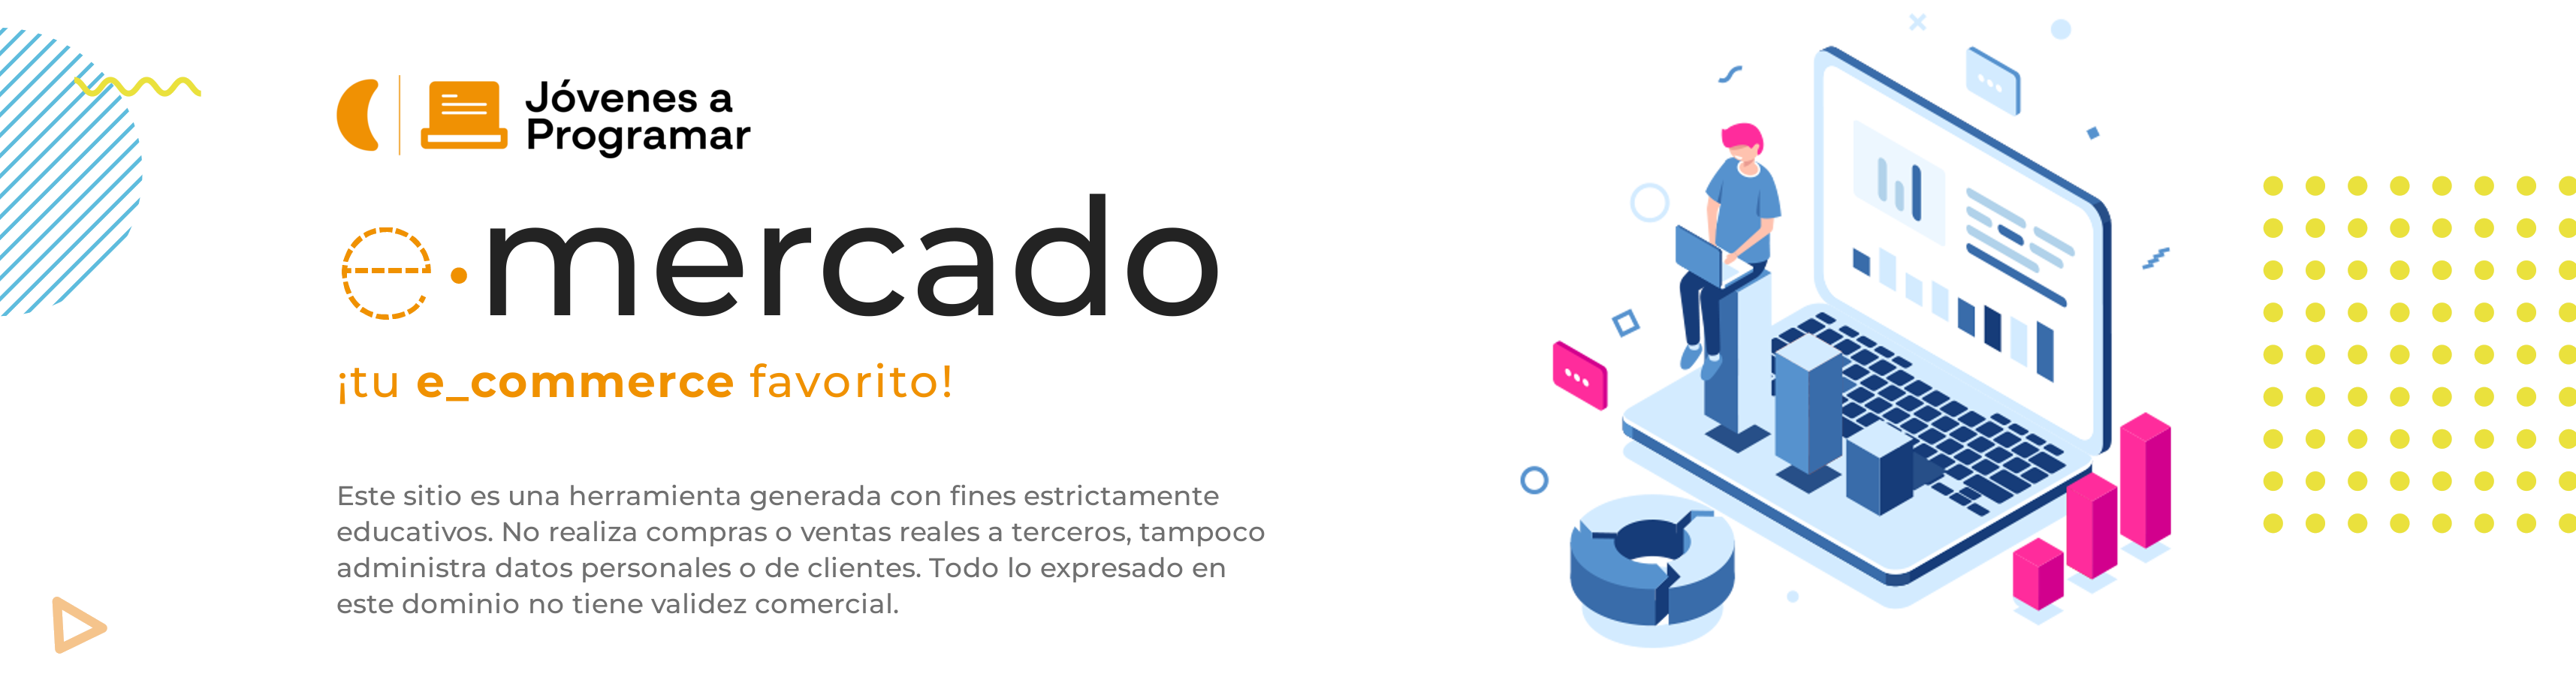 Jóvenes a
Programar
e·mercado
¡tu e_commerce favorito!
Este sitio es una herramienta generada con fines estrictamente
educativos. No realiza compras o ventas reales a terceros, tampoco
administra datos personales o de clientes. Todo lo expresado en
este dominio no tiene validez comercial.